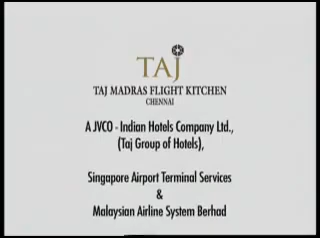 TAJ
TAJ MADRAS FLIGHT KITCHEN
CHENNAI
A JVCO - Indian Hotels Company Ltd.,
(Taj Group of Hotels),
Singapore Airport Terminal Services
&
Malaysian Airline System Berhad